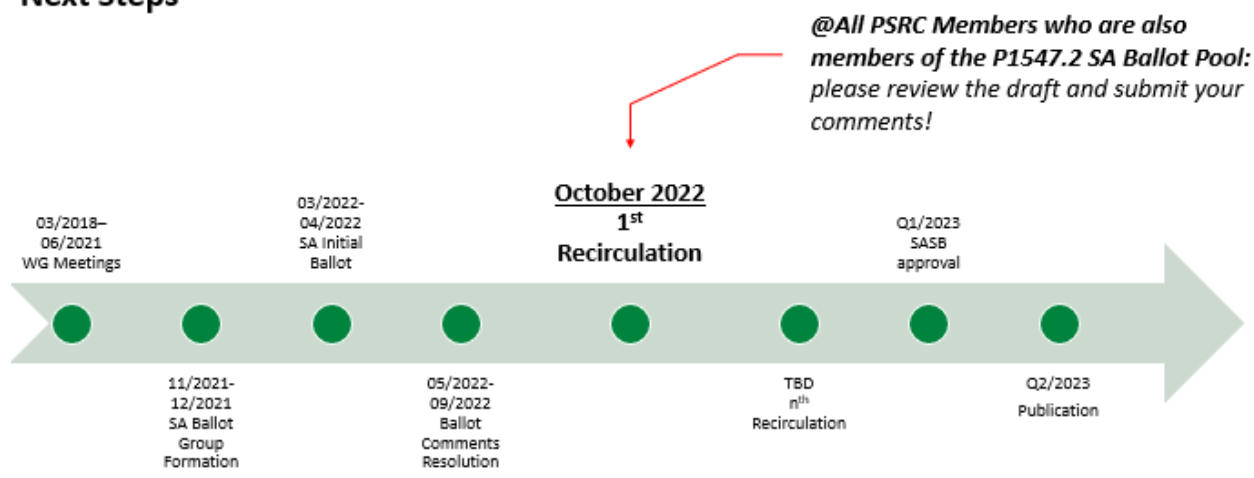 Next Steps
@All PSRC Members who are also
members of the P1547.2 SA Ballot Pool:
please review the draft and submit your
comments!
03/2018–
06/2021
WG Meetings
11/2021-
12/2021
SA Ballot
Group
Formation
03/2022-
04/2022
SA Initial
Ballot
05/2022-
09/2022
Ballot
Comments
Resolution
October 2022
1st
Recirculation
TBD
nth
Recirculation
Q1/2023
SASB
approval
Q2/2023
Publication